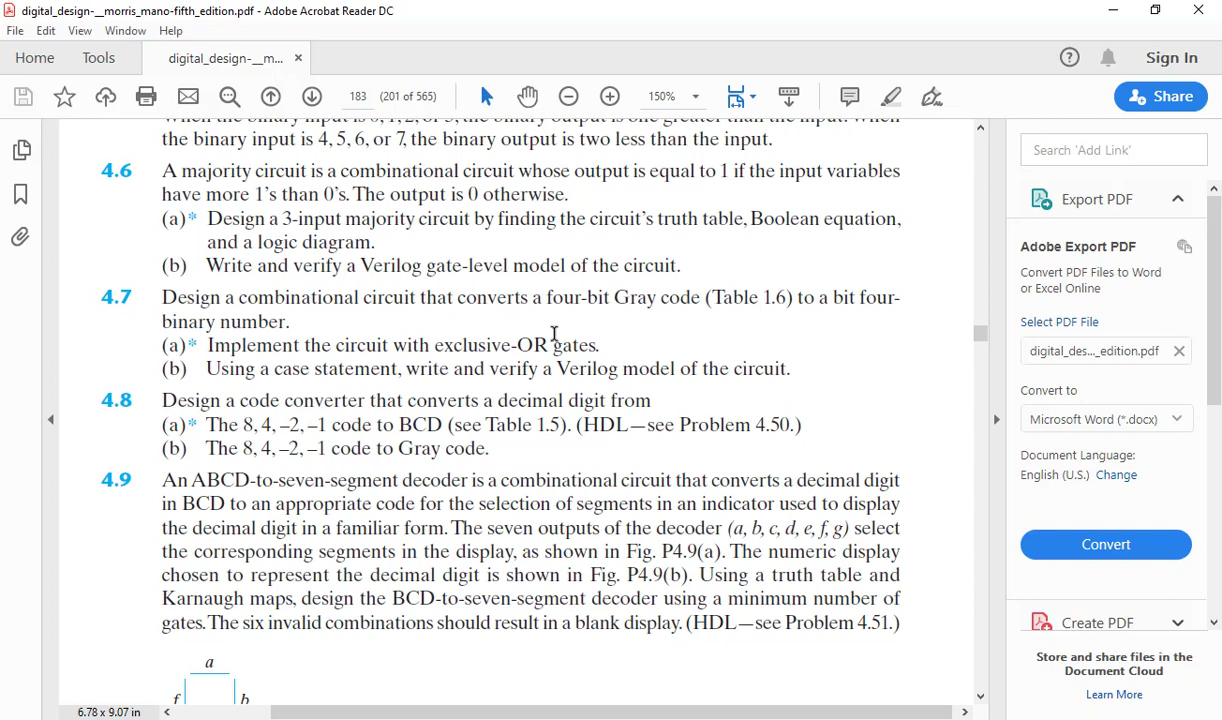 digital_design-__morris_mano-fifth_edition.pdf - Adobe Acrobat Reader DC
File Edit View Window Help
Home Tools digital_design-__m... ×
Sign In
183 (201 of 565)
150%
Share
the binary input is 4, 5, 6, or 7, the binary output is two less than the input.
4.6 A majority circuit is a combinational circuit whose output is equal to 1 if the input variables
have more 1's than 0's. The output is 0 otherwise.
(a)* Design a 3-input majority circuit by finding the circuit's truth table, Boolean equation,
and a logic diagram.
(b) Write and verify a Verilog gate-level model of the circuit.
4.7 Design a combinational circuit that converts a four-bit Gray code (Table 1.6) to a bit four-
binary number.
(a)* Implement the circuit with exclusive-OR gates.
(b) Using a case statement, write and verify a Verilog model of the circuit.
4.8 Design a code converter that converts a decimal digit from
(a)* The 8, 4, –2, –1 code to BCD (see Table 1.5). (HDL—see Problem 4.50.)
(b) The 8, 4, –2, –1 code to Gray code.
4.9 An ABCD-to-seven-segment decoder is a combinational circuit that converts a decimal digit
in BCD to an appropriate code for the selection of segments in an indicator used to display
the decimal digit in a familiar form. The seven outputs of the decoder (a, b, c, d, e, f, g) select
the corresponding segments in the display, as shown in Fig. P4.9(a). The numeric display
chosen to represent the decimal digit is shown in Fig. P4.9(b). Using a truth table and
Karnaugh maps, design the BCD-to-seven-segment decoder using a minimum number of
gates. The six invalid combinations should result in a blank display. (HDL—see Problem 4.51.)
a
f b
6.78 x 9.07 in
Search 'Add Link'
Export PDF
Adobe Export PDF
Convert PDF Files to Word
or Excel Online
Select PDF File
digital_des..._edition.pdf
Convert to
Microsoft Word (*.docx)
Document Language:
English (U.S.) Change
Convert
Create PDF
Store and share files in the
Document Cloud
Learn More